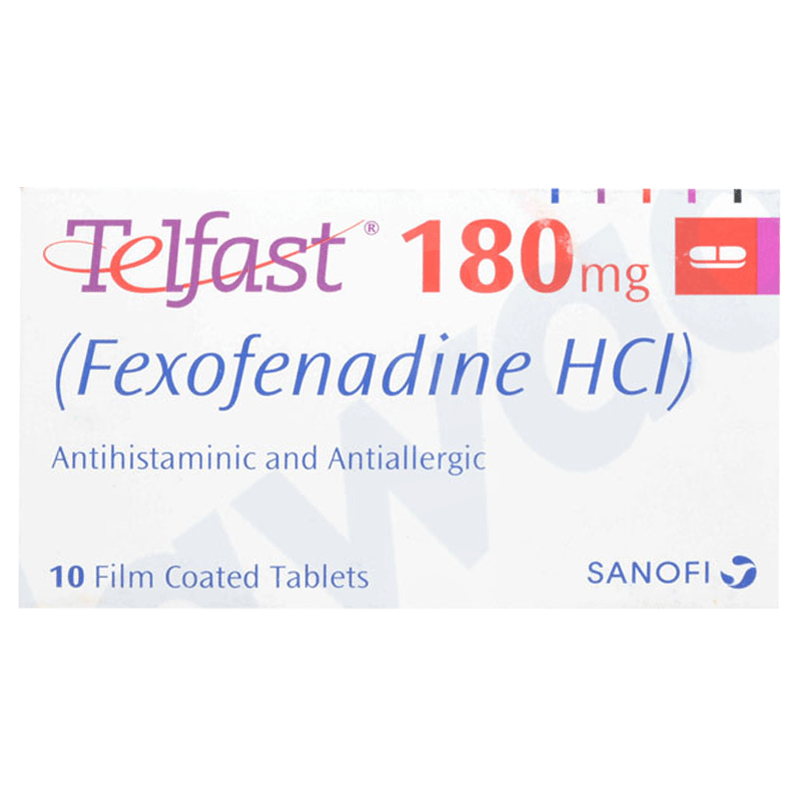 Telfast® 180mg
(Fexofenadine HCl)
Antihistaminic and Antiallergic
10 Film Coated Tablets
SANOFI